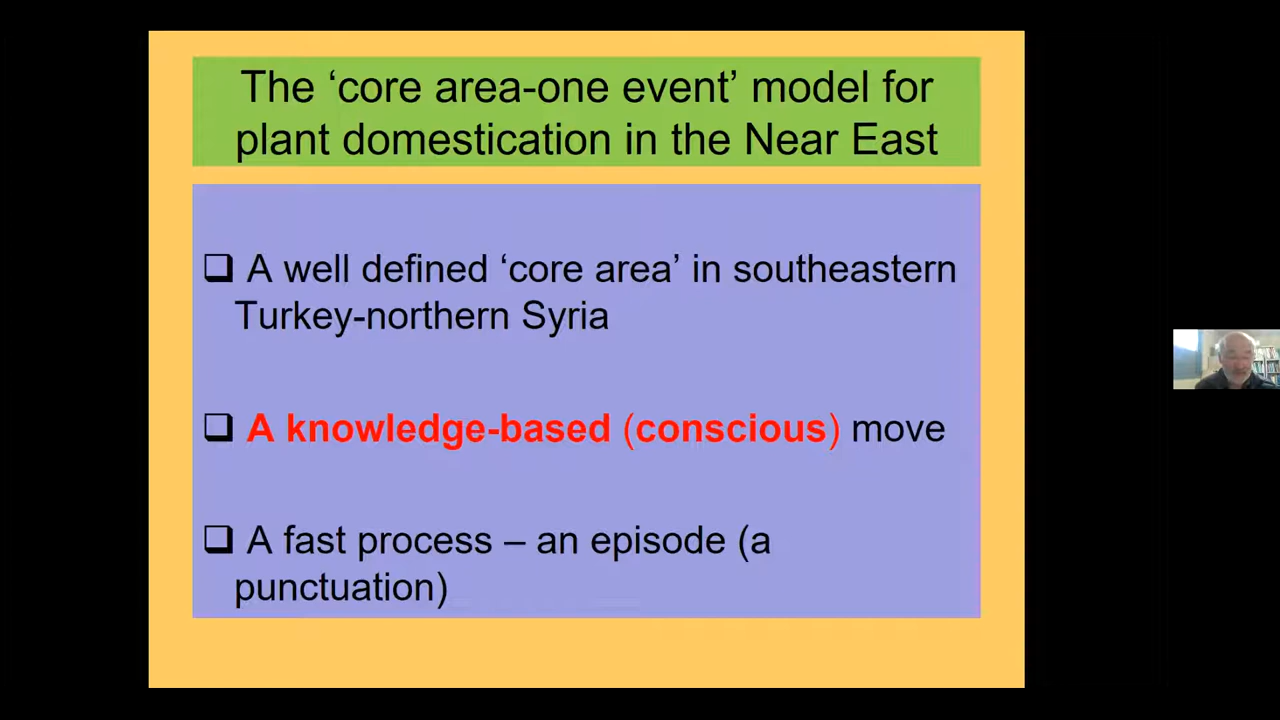 The ‘core area-one event’ model for
plant domestication in the Near East
❑ A well defined ‘core area’ in southeastern
Turkey-northern Syria
❑ A knowledge-based (conscious) move
❑ A fast process – an episode (a
punctuation)